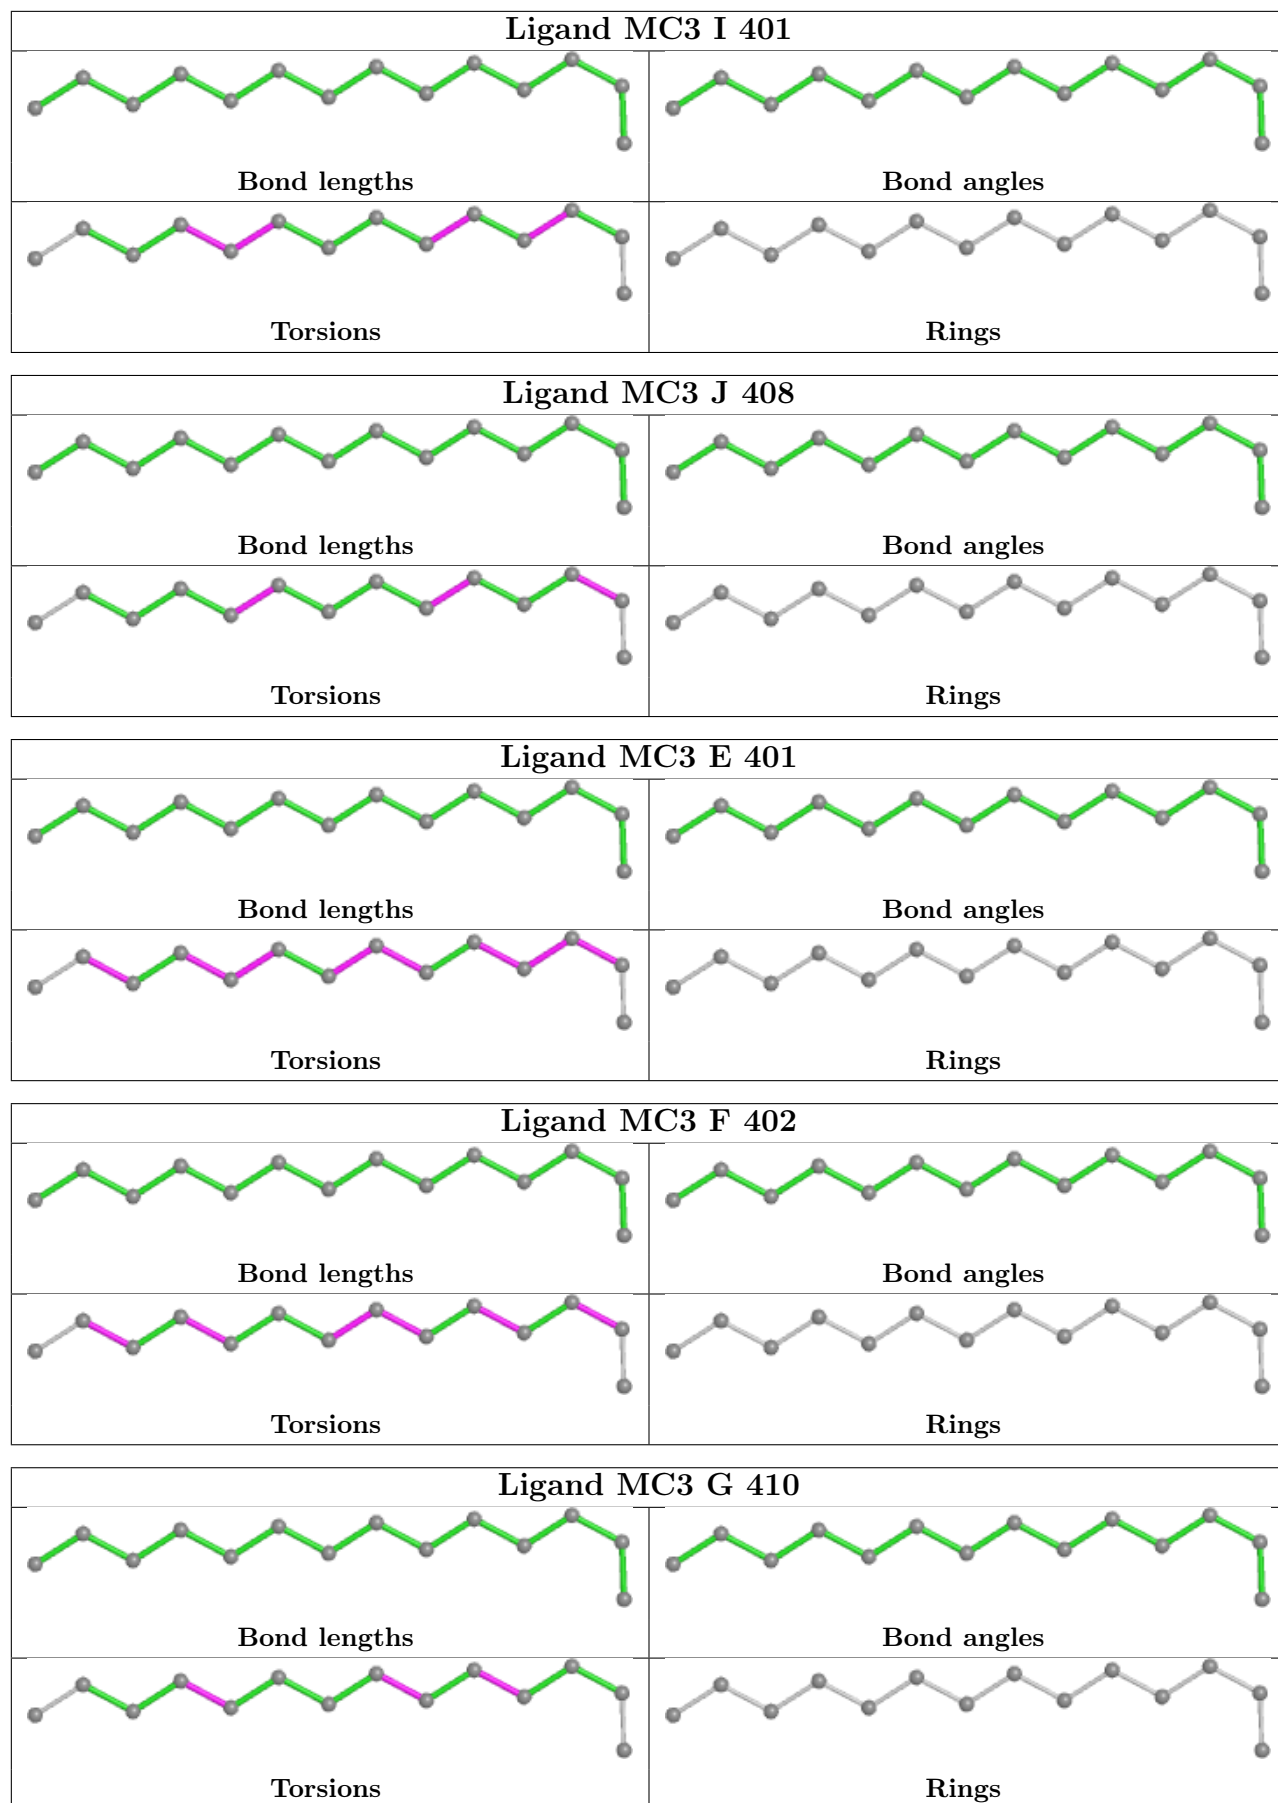 Ligand MC3 I 401
Bond lengths Bond angles
Torsions Rings
Ligand MC3 J 408
Bond lengths Bond angles
Torsions Rings
Ligand MC3 E 401
Bond lengths Bond angles
Torsions Rings
Ligand MC3 F 402
Bond lengths Bond angles
Torsions Rings
Ligand MC3 G 410
Bond lengths Bond angles
Torsions Rings